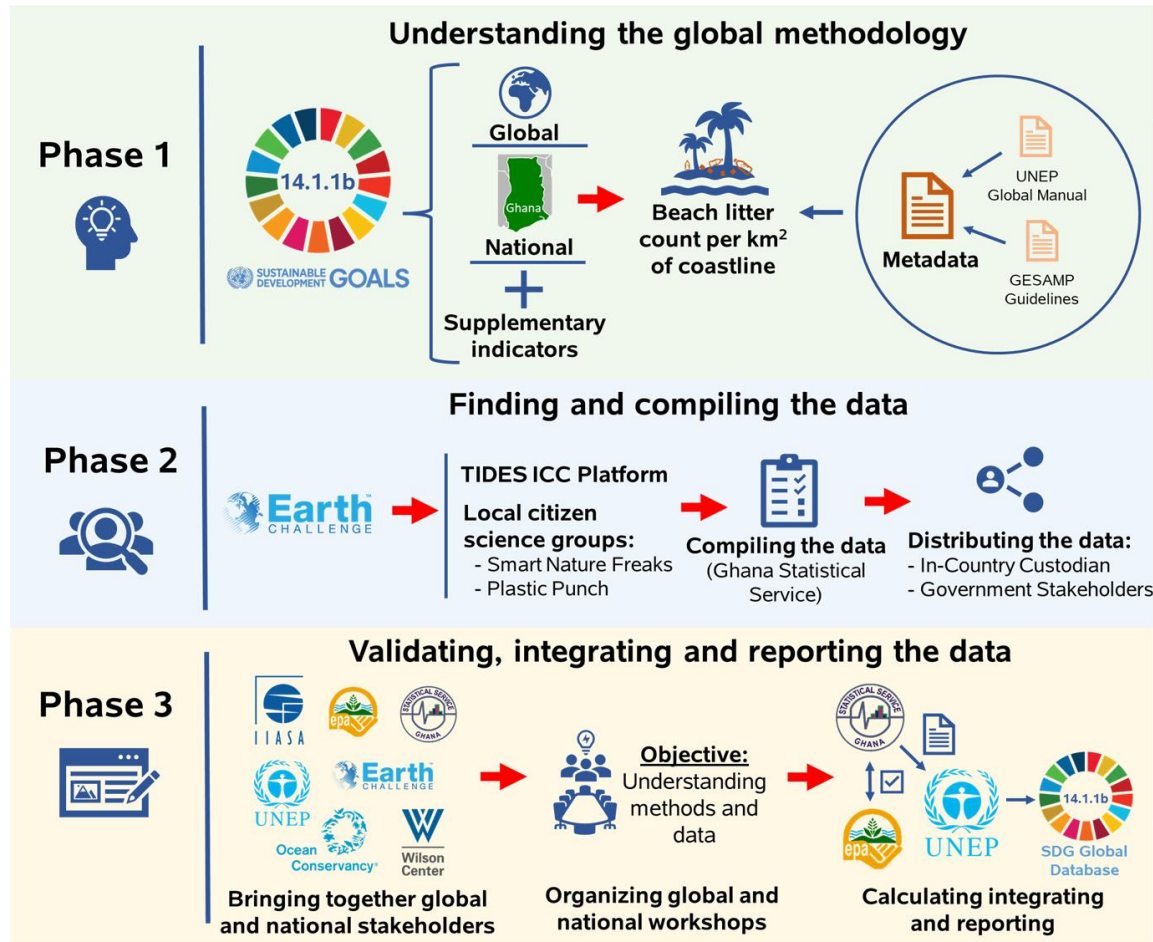 Understanding the global methodology
Phase 1
14.1.1b
SUSTAINABLE
DEVELOPMENT GOALS
Global
Ghana
National
Supplementary
indicators
Beach litter
count per km²
of coastline
Metadata
UNEP
Global Manual
GESAMP
Guidelines
Finding and compiling the data
Phase 2
Earth™
CHALLENGE
TIDES ICC Platform
Local citizen
science groups:
- Smart Nature Freaks
- Plastic Punch
Compiling the data
(Ghana Statistical
Service)
Distributing the data:
- In-Country Custodian
- Government Stakeholders
Validating, integrating and reporting the data
Phase 3
IIASA
epa
STATISTICAL SERVICE
GHANA
UNEP
Earth™
CHALLENGE
Ocean
Conservancy®
Wilson
Center
Bringing together global
and national stakeholders
Objective:
Understanding
methods and
data
Organizing global and
national workshops
STATISTICAL SERVICE
GHANA
epa
UNEP
14.1.1b
SDG Global
Database
Calculating integrating
and reporting